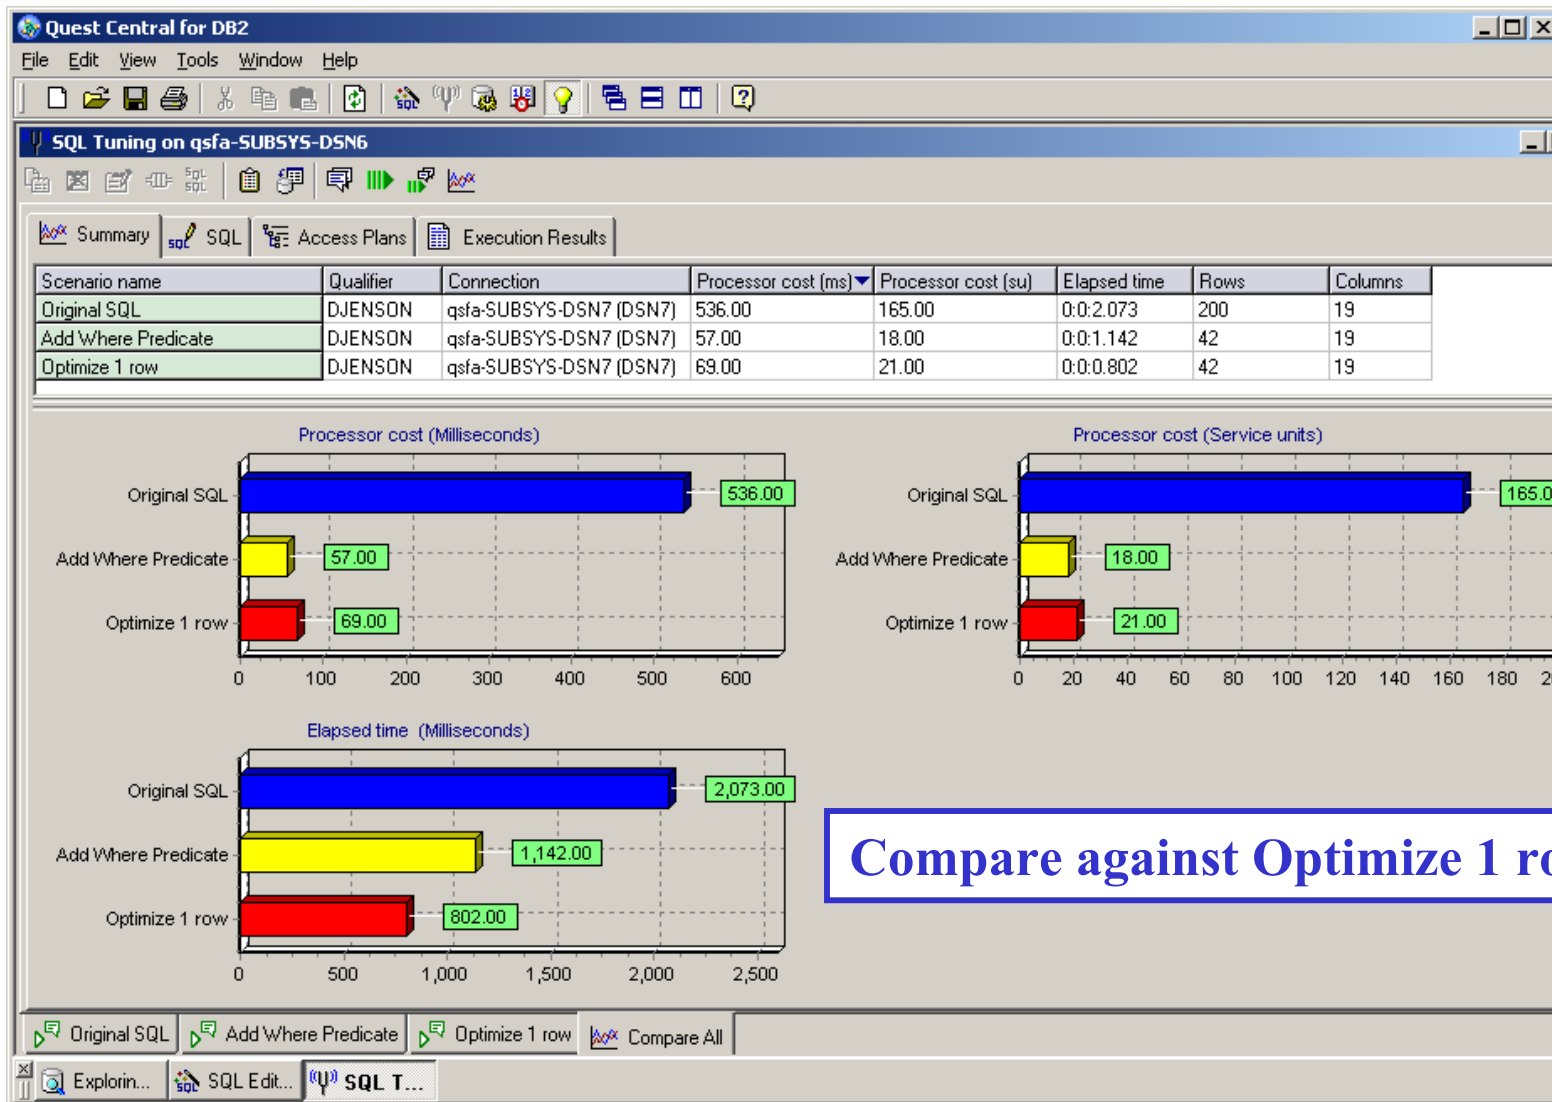 Quest Central for DB2
File Edit View Tools Window Help
SQL Tuning on qsfa-SUBSYS-DSN6
Summary SQL Access Plans Execution Results
Scenario name Qualifier Connection Processor cost (ms) Processor cost (su) Elapsed time Rows Columns
Original SQL DJENSON qsfa-SUBSYS-DSN7 (DSN7) 536.00 165.00 0:0:2.073 200 19
Add Where Predicate DJENSON qsfa-SUBSYS-DSN7 (DSN7) 57.00 18.00 0:0:1.142 42 19
Optimize 1 row DJENSON qsfa-SUBSYS-DSN7 (DSN7) 69.00 21.00 0:0:0.802 42 19
Processor cost (Milliseconds)
Original SQL 536.00
Add Where Predicate 57.00
Optimize 1 row 69.00
0 100 200 300 400 500 600
Processor cost (Service units)
Original SQL 165.0
Add Where Predicate 18.00
Optimize 1 row 21.00
0 20 40 60 80 100 120 140 160 180 2
Elapsed time (Milliseconds)
Original SQL 2,073.00
Add Where Predicate 1,142.00
Optimize 1 row 802.00
0 500 1,000 1,500 2,000 2,500
Compare against Optimize 1 ro
Original SQL Add Where Predicate Optimize 1 row Compare All
Explorin... SQL Edit... SQL T...